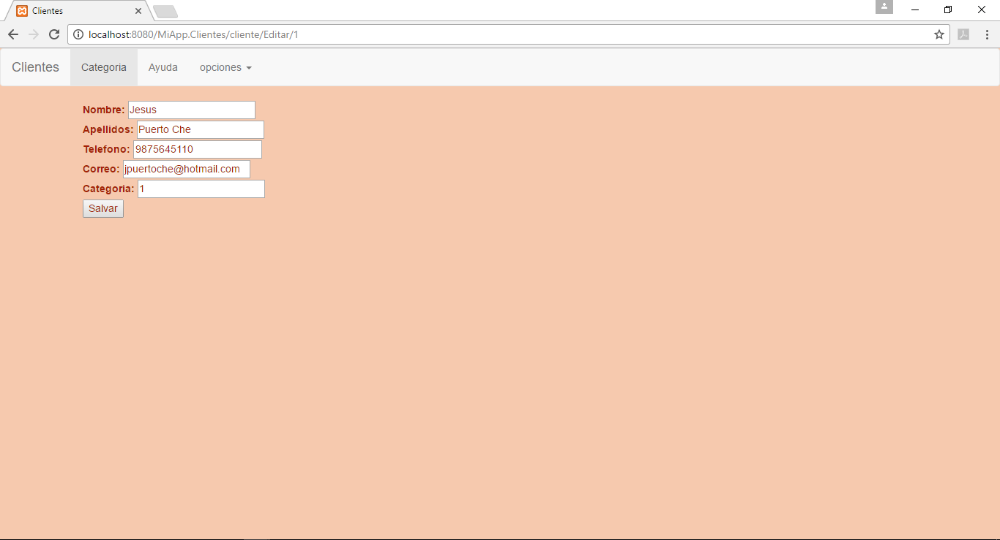 Clientes
localhost:8080/MiApp.Clientes/cliente/Editar/1
Clientes Categoria Ayuda opciones
Nombre: Jesus
Apellidos: Puerto Che
Telefono: 9875645110
Correo: jpuertoche@hotmail.com
Categoria: 1
Salvar